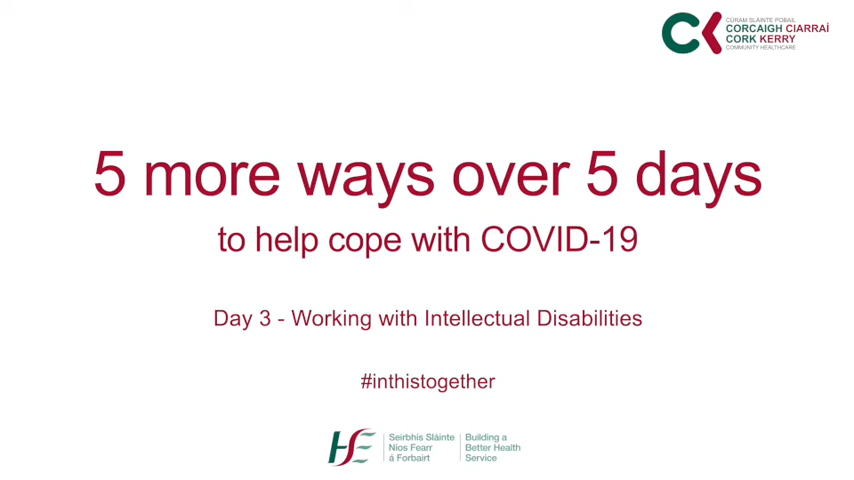 CÚRAM SLÁINTE POBAIL
CORCAIGH CIARRAÍ
CORK KERRY
COMMUNITY HEALTHCARE
5 more ways over 5 days
to help cope with COVID-19
Day 3 - Working with Intellectual Disabilities
#inthistogether
Seirbhís Sláinte
Níos Fearr
á Forbairt
Building a
Better Health
Service